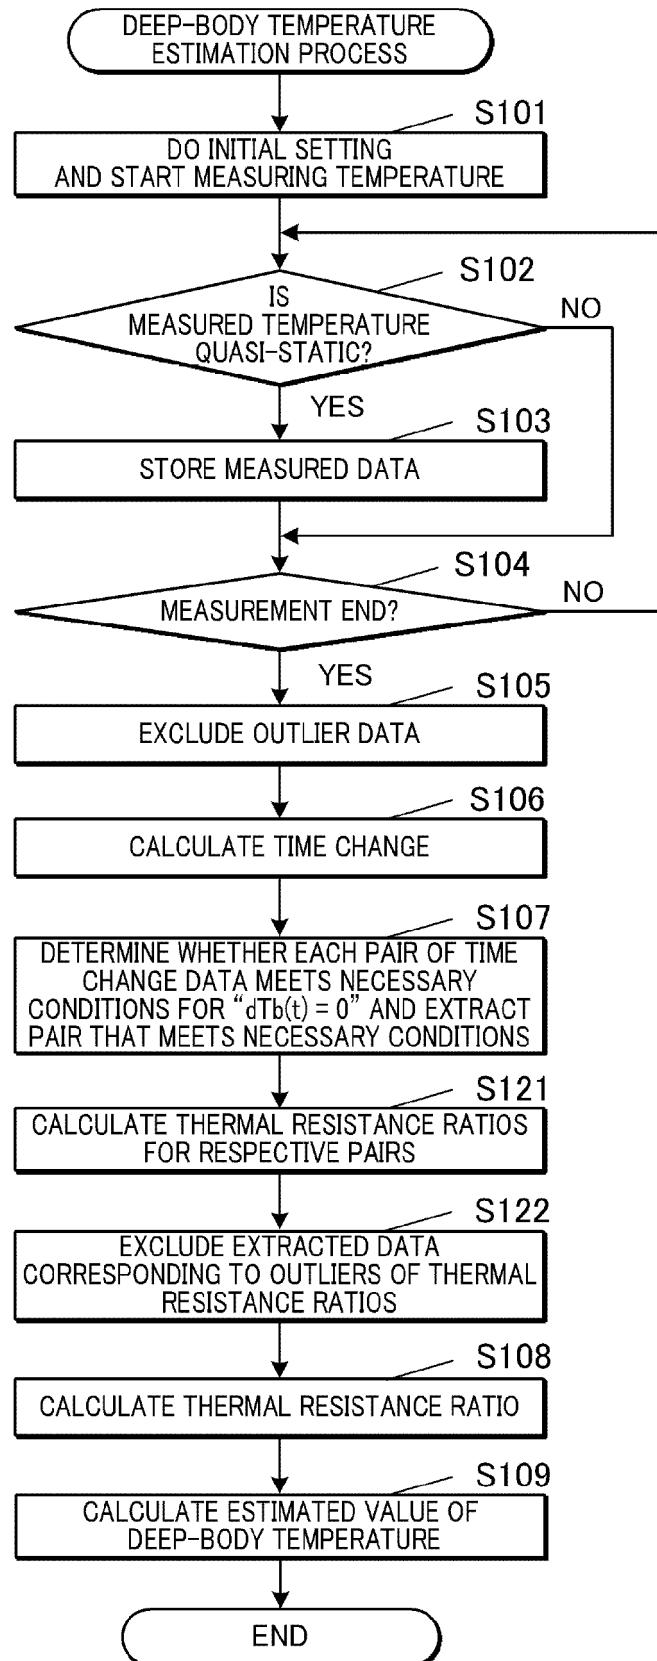 DEEP-BODY TEMPERATURE
ESTIMATION PROCESS
S101
DO INITIAL SETTING
AND START MEASURING TEMPERATURE
S102
IS
MEASURED TEMPERATURE
QUASI-STATIC?
NO
YES
S103
STORE MEASURED DATA
S104
MEASUREMENT END?
NO
YES
S105
EXCLUDE OUTLIER DATA
S106
CALCULATE TIME CHANGE
S107
DETERMINE WHETHER EACH PAIR OF TIME
CHANGE DATA MEETS NECESSARY
CONDITIONS FOR “dTb(t) = 0” AND EXTRACT
PAIR THAT MEETS NECESSARY CONDITIONS
S121
CALCULATE THERMAL RESISTANCE RATIOS
FOR RESPECTIVE PAIRS
S122
EXCLUDE EXTRACTED DATA
CORRESPONDING TO OUTLIERS OF THERMAL
RESISTANCE RATIOS
S108
CALCULATE THERMAL RESISTANCE RATIO
S109
CALCULATE ESTIMATED VALUE OF
DEEP-BODY TEMPERATURE
END